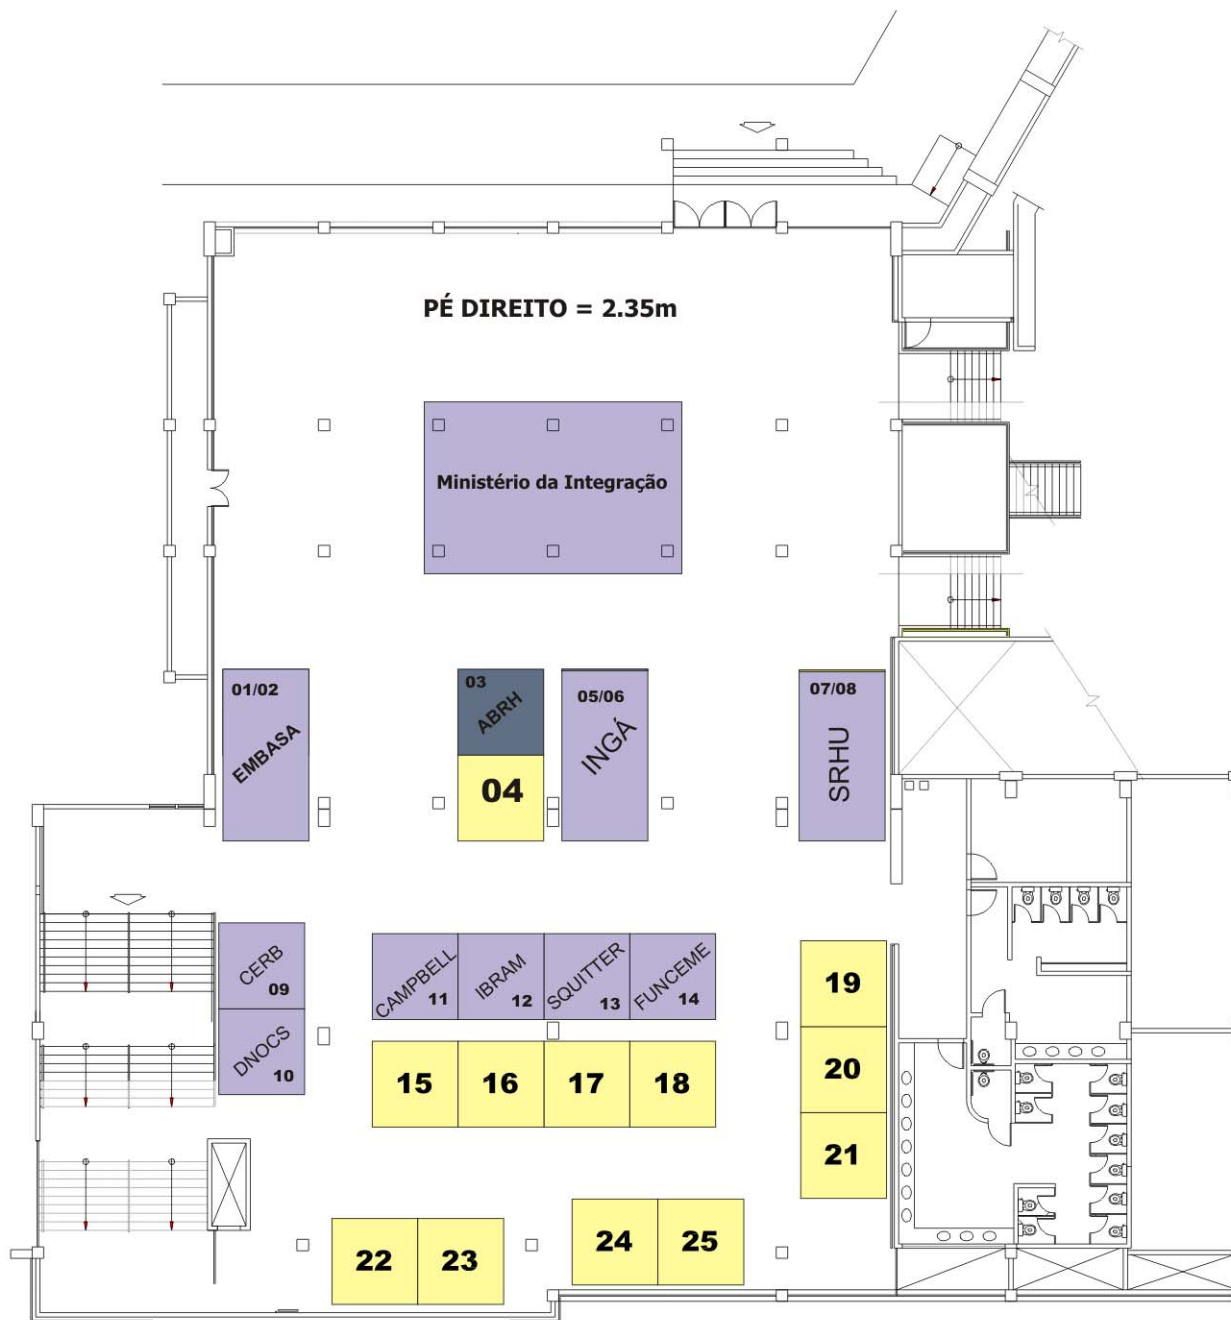 PÉ DIREITO = 2.35m
Ministério da Integração
01/02
EMBASA
03
ABRH
04
05/06
INGÁ
07/08
SRHU
CERB
09
DNOCS
10
CAMPBELL
11
IBRAM
12
SQUITTER
13
FUNCEME
14
15
16
17
18
19
20
21
22
23
24
25